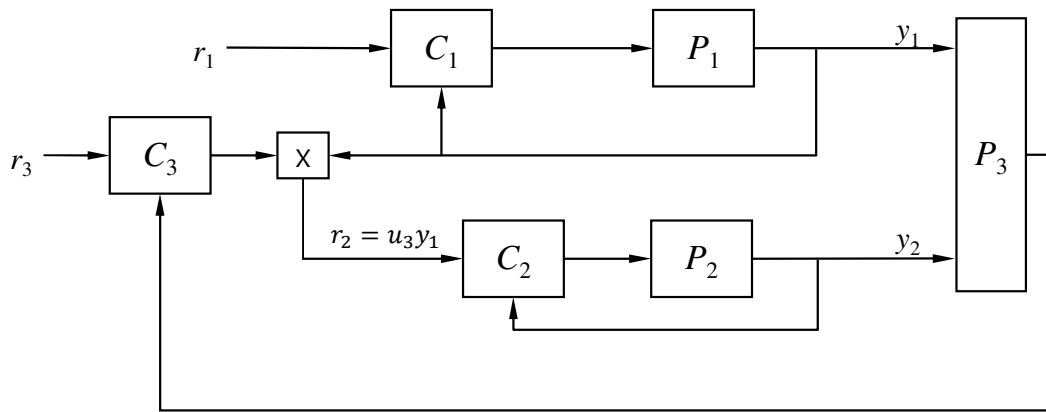 r₁
C₁
P₁
y₁
r₃
C₃
X
P₃
r₂ = u₃y₁
C₂
P₂
y₂